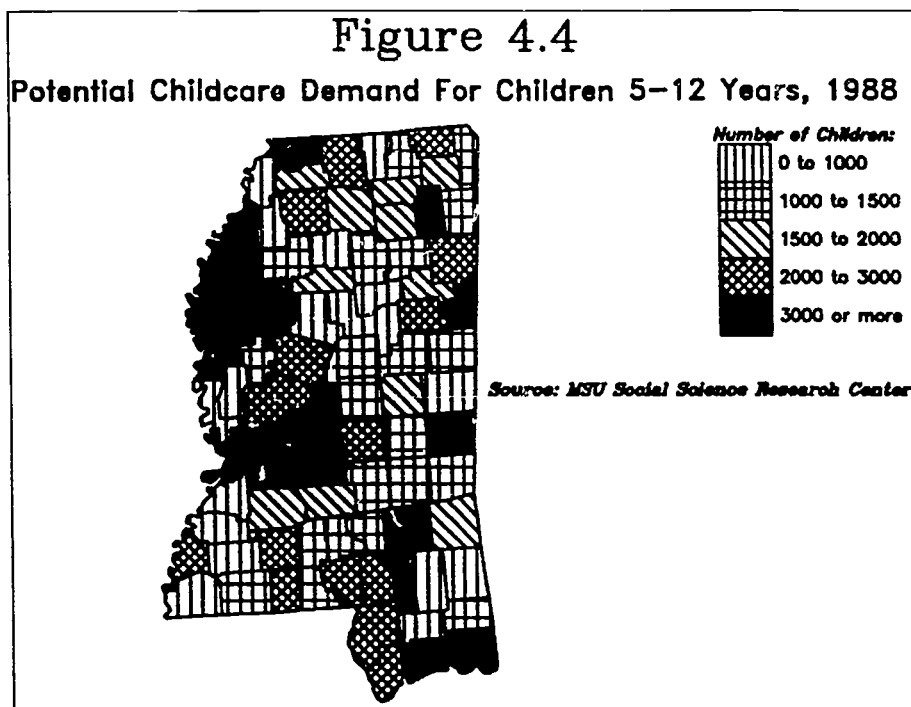 Figure 4.4
Potential Childcare Demand For Children 5-12 Years, 1988
Number of Children:
0 to 1000
1000 to 1500
1500 to 2000
2000 to 3000
3000 or more
Source: MSU Social Science Research Center